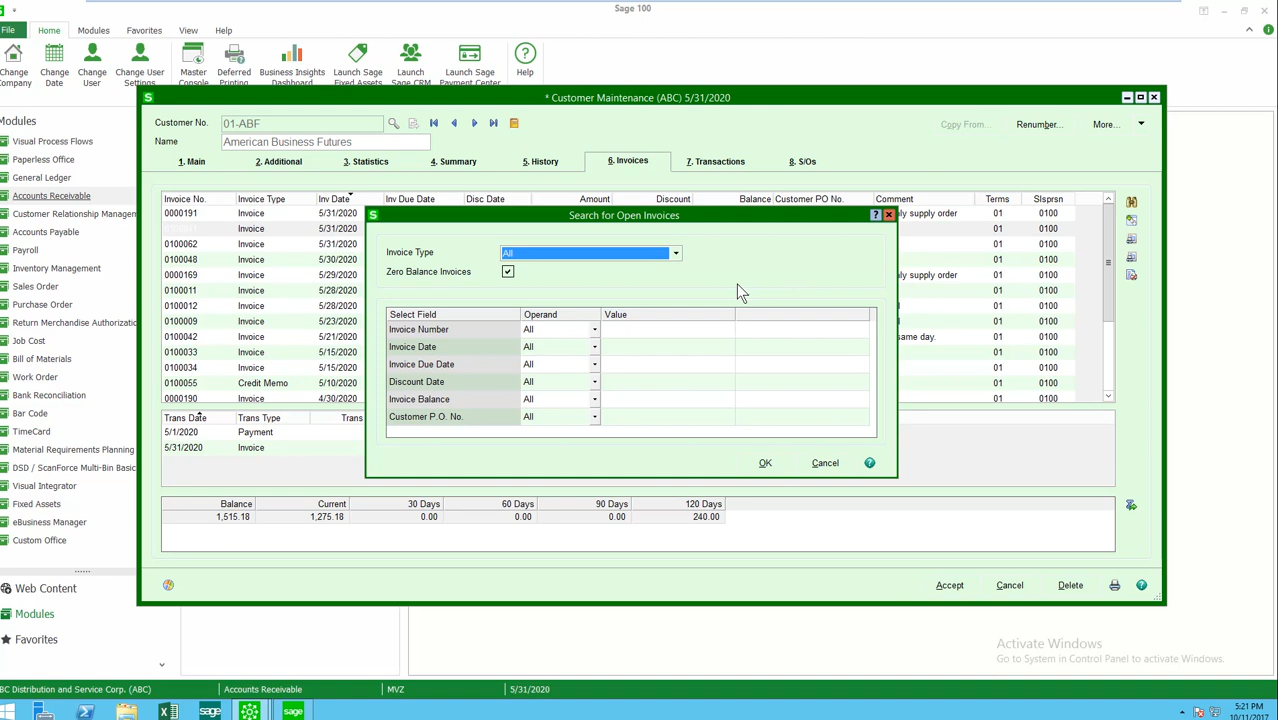 Sage 100
File Home Modules Favorites View Help
Change Company
Change Date
Change User
Change User Settings
Master Console
Deferred Printing
Business Insights Dashboard
Launch Sage Fixed Assets
Launch Sage CRM
Launch Sage Payment Center
Help
Modules
Visual Process Flows
Paperless Office
General Ledger
Accounts Receivable
Customer Relationship Managem
Accounts Payable
Payroll
Inventory Management
Sales Order
Purchase Order
Return Merchandise Authorizatio
Job Cost
Bill of Materials
Work Order
Bank Reconciliation
Bar Code
TimeCard
Material Requirements Planning
DSD / ScanForce Multi-Bin Basic
Visual Integrator
Fixed Assets
eBusiness Manager
Custom Office
Web Content
Modules
Favorites
S * Customer Maintenance (ABC) 5/31/2020
Customer No. 01-ABF Copy From... Renumber... More...
Name American Business Futures
1. Main 2. Additional 3. Statistics 4. Summary 5. History 6. Invoices 7. Transactions 8. S/Os
Invoice No. Invoice Type Inv Date Inv Due Date Disc Date Amount Discount Balance Customer PO No. Comment Terms Slsprsn
0000191 Invoice 5/31/2020 nly supply order 01 0100
Invoice 5/31/2020 01 0100
0100062 Invoice 5/31/2020 01 0100
0100048 Invoice 5/30/2020 01 0100
0000169 Invoice 5/29/2020 nly supply order 01 0100
0100011 Invoice 5/28/2020 01 0100
0100012 Invoice 5/28/2020 01 0100
0100009 Invoice 5/23/2020 01 0100
0100042 Invoice 5/21/2020 same day. 01 0100
0100033 Invoice 5/15/2020 01 0100
0100034 Invoice 5/15/2020 01 0100
0100055 Credit Memo 5/10/2020 01 0100
0000190 Invoice 4/30/2020 01 0100
Trans Date Trans Type Trans
5/1/2020 Payment
5/31/2020 Invoice
S Search for Open Invoices ?
Invoice Type All
Zero Balance Invoices
Select Field Operand Value
Invoice Number All
Invoice Date All
Invoice Due Date All
Discount Date All
Invoice Balance All
Customer P.O. No. All
OK Cancel
Balance Current 30 Days 60 Days 90 Days 120 Days
1,515.18 1,275.18 0.00 0.00 0.00 240.00
Accept Cancel Delete
Activate Windows
Go to System in Control Panel to activate Windows.
BC Distribution and Service Corp. (ABC) Accounts Receivable MVZ 5/31/2020
sage sage
5:21 PM
10/11/2017